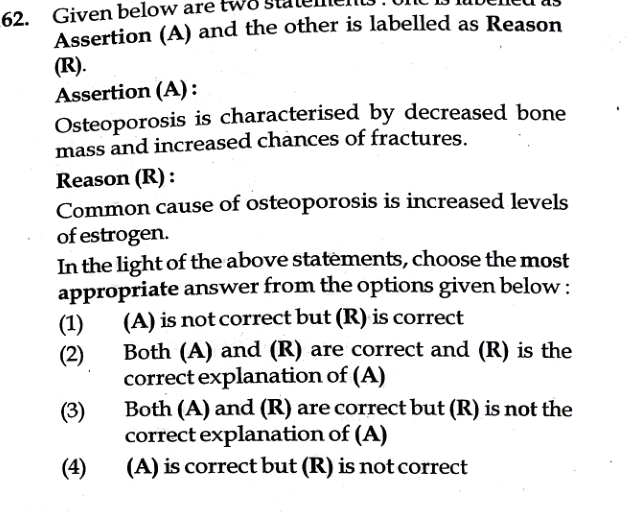 62. Given below are two statements : one is labelled as
Assertion (A) and the other is labelled as Reason
(R).
Assertion (A) :
Osteoporosis is characterised by decreased bone
mass and increased chances of fractures.
Reason (R) :
Common cause of osteoporosis is increased levels
of estrogen.
In the light of the above statements, choose the most
appropriate answer from the options given below :
(1) (A) is not correct but (R) is correct
(2) Both (A) and (R) are correct and (R) is the
correct explanation of (A)
(3) Both (A) and (R) are correct but (R) is not the
correct explanation of (A)
(4) (A) is correct but (R) is not correct